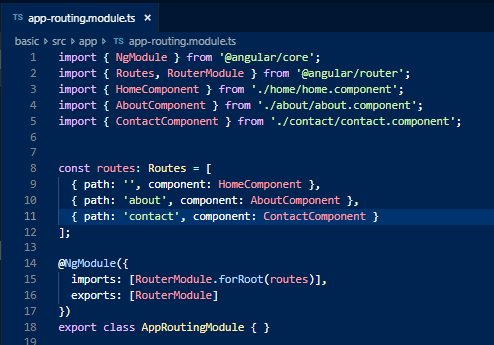 TS app-routing.module.ts ×
basic > src > app > TS app-routing.module.ts
1 import { NgModule } from '@angular/core';
2 import { Routes, RouterModule } from '@angular/router';
3 import { HomeComponent } from './home/home.component';
4 import { AboutComponent } from './about/about.component';
5 import { ContactComponent } from './contact/contact.component';
6
7
8 const routes: Routes = [
9 { path: '', component: HomeComponent },
10 { path: 'about', component: AboutComponent },
11 { path: 'contact', component: ContactComponent }
12 ];
13
14 @NgModule({
15 imports: [RouterModule.forRoot(routes)],
16 exports: [RouterModule]
17 })
18 export class AppRoutingModule { }
19